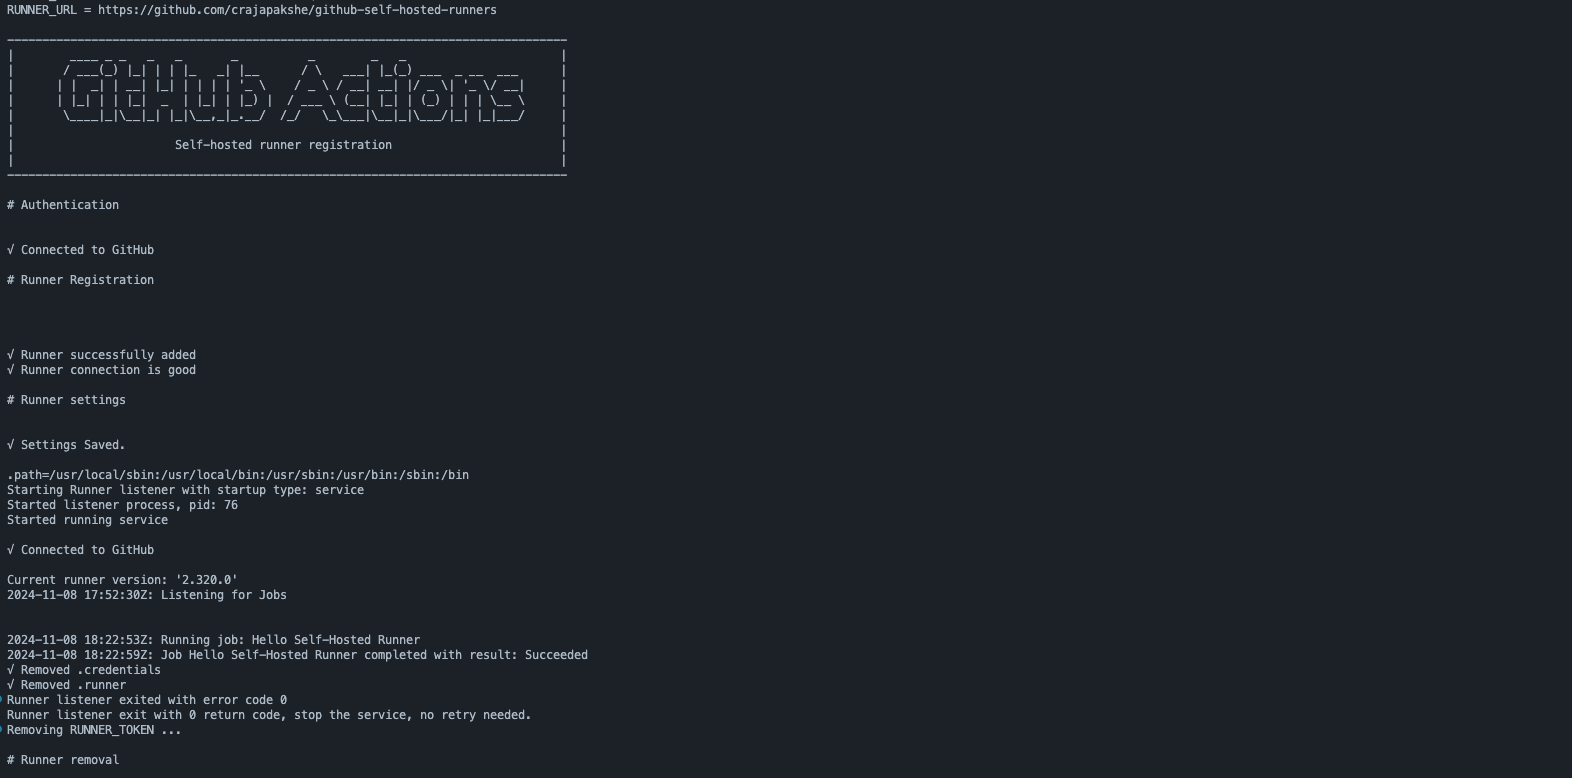 RUNNER_URL = https://github.com/crajapakshe/github-self-hosted-runners
GitHub Actions
Self-hosted runner registration
# Authentication
√ Connected to GitHub
# Runner Registration
√ Runner successfully added
√ Runner connection is good
# Runner settings
√ Settings Saved.
.path=/usr/local/sbin:/usr/local/bin:/usr/sbin:/usr/bin:/sbin:/bin
Starting Runner listener with startup type: service
Started listener process, pid: 76
Started running service
√ Connected to GitHub
Current runner version: '2.320.0'
2024-11-08 17:52:30Z: Listening for Jobs
2024-11-08 18:22:53Z: Running job: Hello Self-Hosted Runner
2024-11-08 18:22:59Z: Job Hello Self-Hosted Runner completed with result: Succeeded
√ Removed .credentials
√ Removed .runner
Runner listener exited with error code 0
Runner listener exit with 0 return code, stop the service, no retry needed.
Removing RUNNER_TOKEN ...
# Runner removal